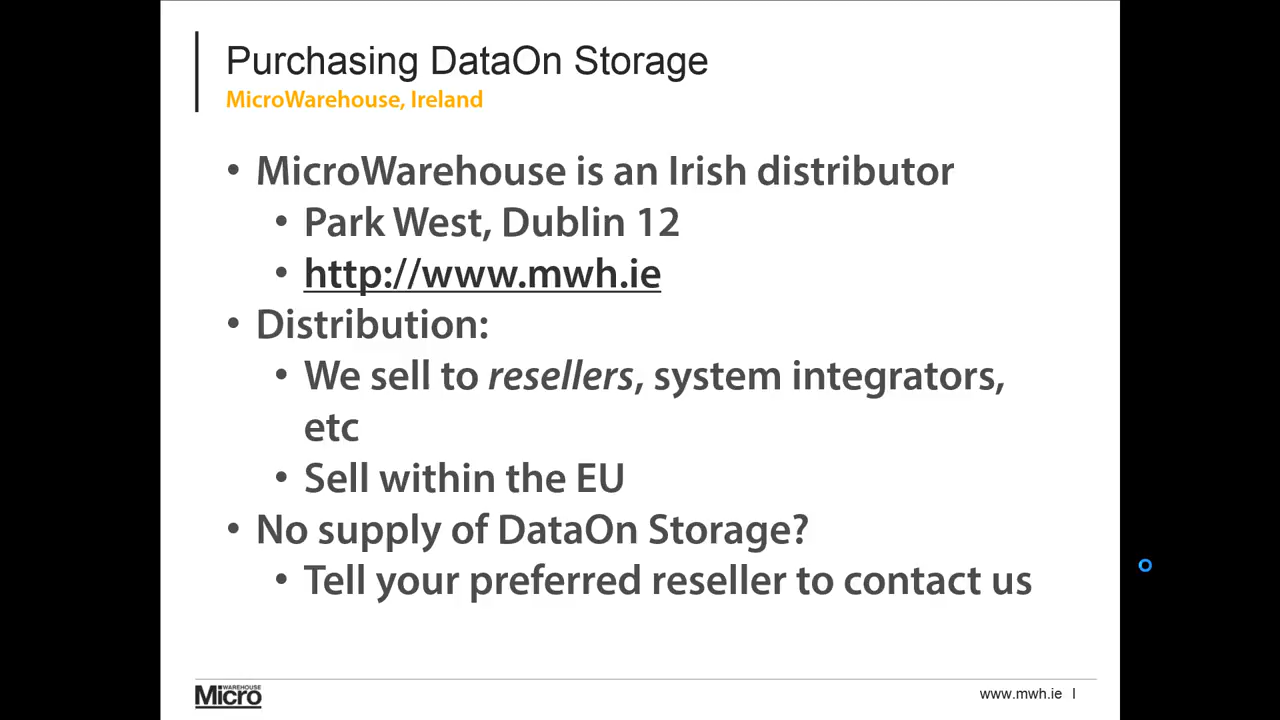 Purchasing DataOn Storage
MicroWarehouse, Ireland
• MicroWarehouse is an Irish distributor
• Park West, Dublin 12
• http://www.mwh.ie
• Distribution:
• We sell to resellers, system integrators,
etc
• Sell within the EU
• No supply of DataOn Storage?
• Tell your preferred reseller to contact us
WAREHOUSE
Micro
www.mwh.ie |